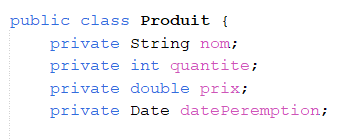 public class Produit {
private String nom;
private int quantite;
private double prix;
private Date datePeremption;